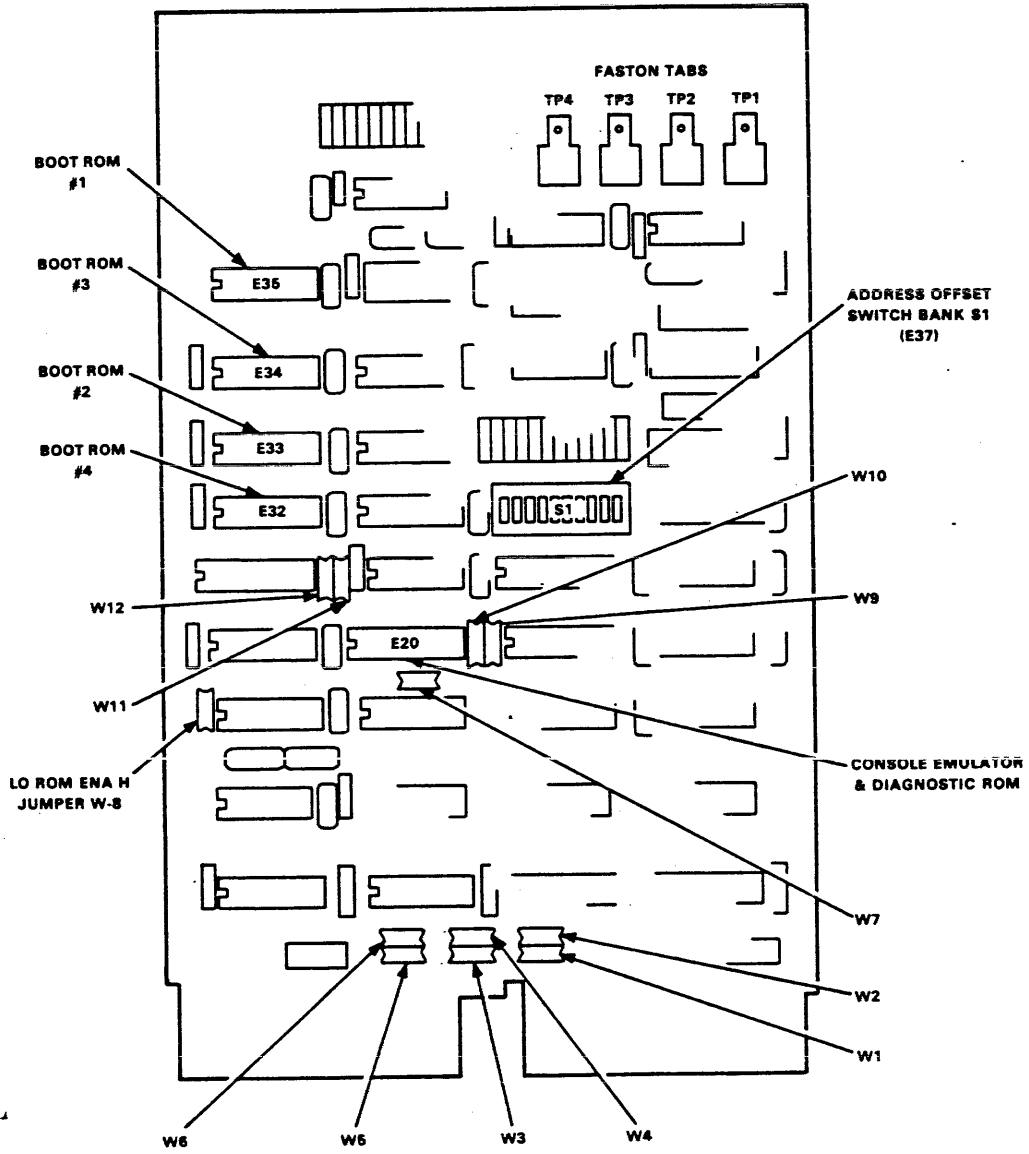 FASTON TABS
TP4 TP3 TP2 TP1
BOOT ROM
#1
BOOT ROM
#3
E35
ADDRESS OFFSET
SWITCH BANK S1
(E37)
E34
BOOT ROM
#2
E33
BOOT ROM
#4
W10
E32
S1
W12
W9
E20
W11
LO ROM ENA H
JUMPER W-8
CONSOLE EMULATOR
& DIAGNOSTIC ROM
W7
W2
W1
W6
W5
W3
W4